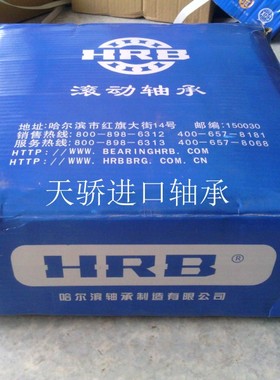 HRB
滚动轴承
地址:哈尔滨市红旗大街14号 邮编:150030
销售热线:800-898-6312 400-657-8181
服务热线:800-898-6313 400-657-8068
HTTP://WWW.BEARINGHRB.COM
HTTP://WWW.HRBBRG.COM.CN
天骄进口轴承
HRB®
哈尔滨轴承制造有限公司